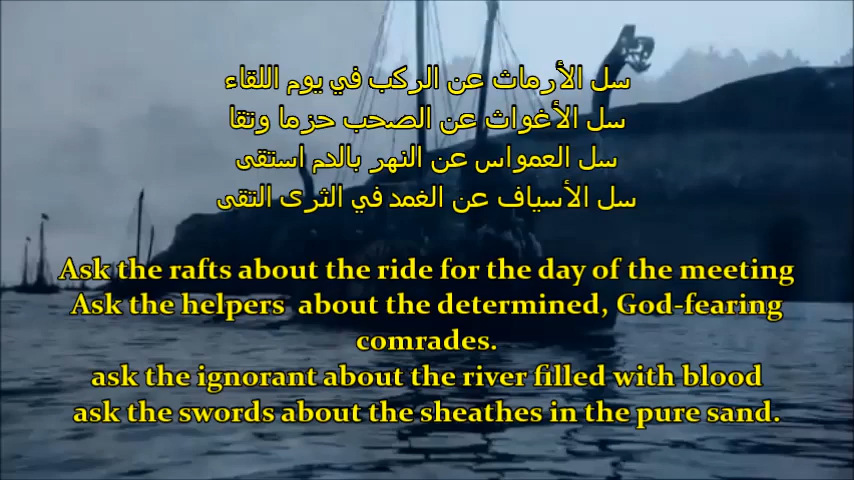 سل الأرماث عن الركب في يوم اللقاء
سل الأغواث عن الصحب حزما وتقا
سل العمواس عن النهر بالدم استقى
سل الأسياف عن الغمد في الثرى التقى
Ask the rafts about the ride for the day of the meeting
Ask the helpers about the determined, God-fearing
comrades.
ask the ignorant about the river filled with blood
ask the swords about the sheathes in the pure sand.